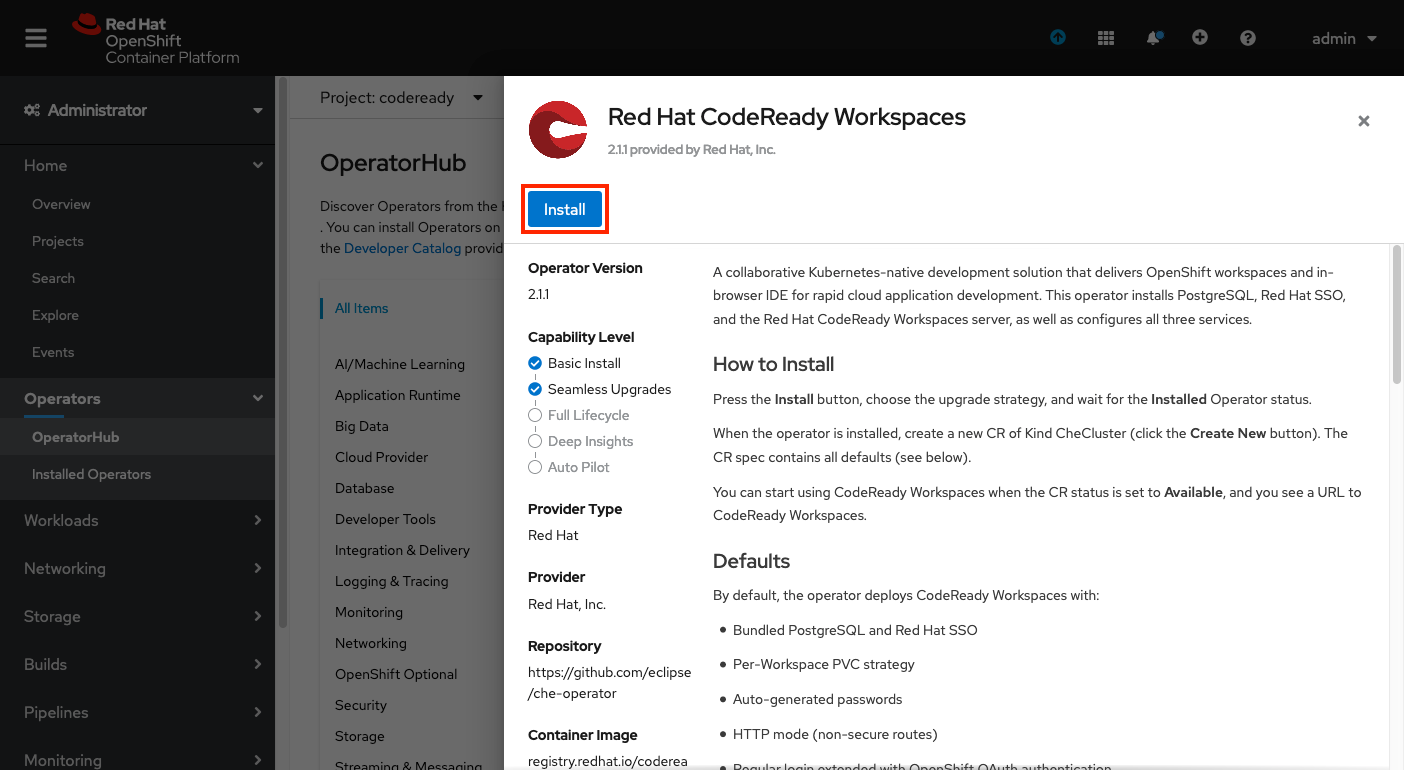 Red Hat
OpenShift
Container Platform
admin
Administrator
Home
Overview
Projects
Search
Explore
Events
Operators
OperatorHub
Installed Operators
Workloads
Networking
Storage
Builds
Pipelines
Monitoring
Project: codeready
OperatorHub
Discover Operators from the
. You can install Operators on
the Developer Catalog provid
All Items
AI/Machine Learning
Application Runtime
Big Data
Cloud Provider
Database
Developer Tools
Integration & Delivery
Logging & Tracing
Monitoring
Networking
OpenShift Optional
Security
Storage
Streaming & Messaging
Red Hat CodeReady Workspaces
2.1.1 provided by Red Hat, Inc.
Install
Operator Version
2.1.1
Capability Level
Basic Install
Seamless Upgrades
Full Lifecycle
Deep Insights
Auto Pilot
Provider Type
Red Hat
Provider
Red Hat, Inc.
Repository
https://github.com/eclipse
/che-operator
Container Image
registry.redhat.io/coderea
A collaborative Kubernetes-native development solution that delivers OpenShift workspaces and in-
browser IDE for rapid cloud application development. This operator installs PostgreSQL, Red Hat SSO,
and the Red Hat CodeReady Workspaces server, as well as configures all three services.
How to Install
Press the Install button, choose the upgrade strategy, and wait for the Installed Operator status.
When the operator is installed, create a new CR of Kind CheCluster (click the Create New button). The
CR spec contains all defaults (see below).
You can start using CodeReady Workspaces when the CR status is set to Available, and you see a URL to
CodeReady Workspaces.
Defaults
By default, the operator deploys CodeReady Workspaces with:
• Bundled PostgreSQL and Red Hat SSO
• Per-Workspace PVC strategy
• Auto-generated passwords
• HTTP mode (non-secure routes)
• Regular login extended with OpenShift OAuth authentication